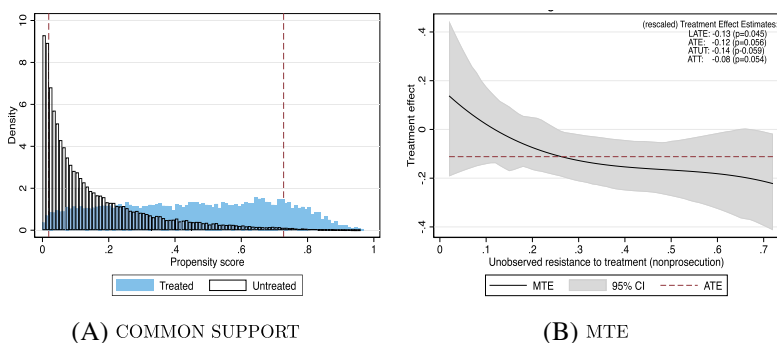 10
8
6
4
2
0
Density
0
.2
.4
.6
.8
1
Propensity score
Treated
Untreated
(A) COMMON SUPPORT
(rescaled) Treatment Effect Estimates:
LATE: -0.13 (p=0.045)
ATE: -0.12 (p=0.056)
ATUT: -0.14 (p-0.059)
ATT: -0.08 (p=0.054)
.4
.2
0
-.2
-.4
Treatment effect
0
.1
.2
.3
.4
.5
.6
.7
Unobserved resistance to treatment (nonprosecution)
MTE
95% CI
ATE
(B) MTE